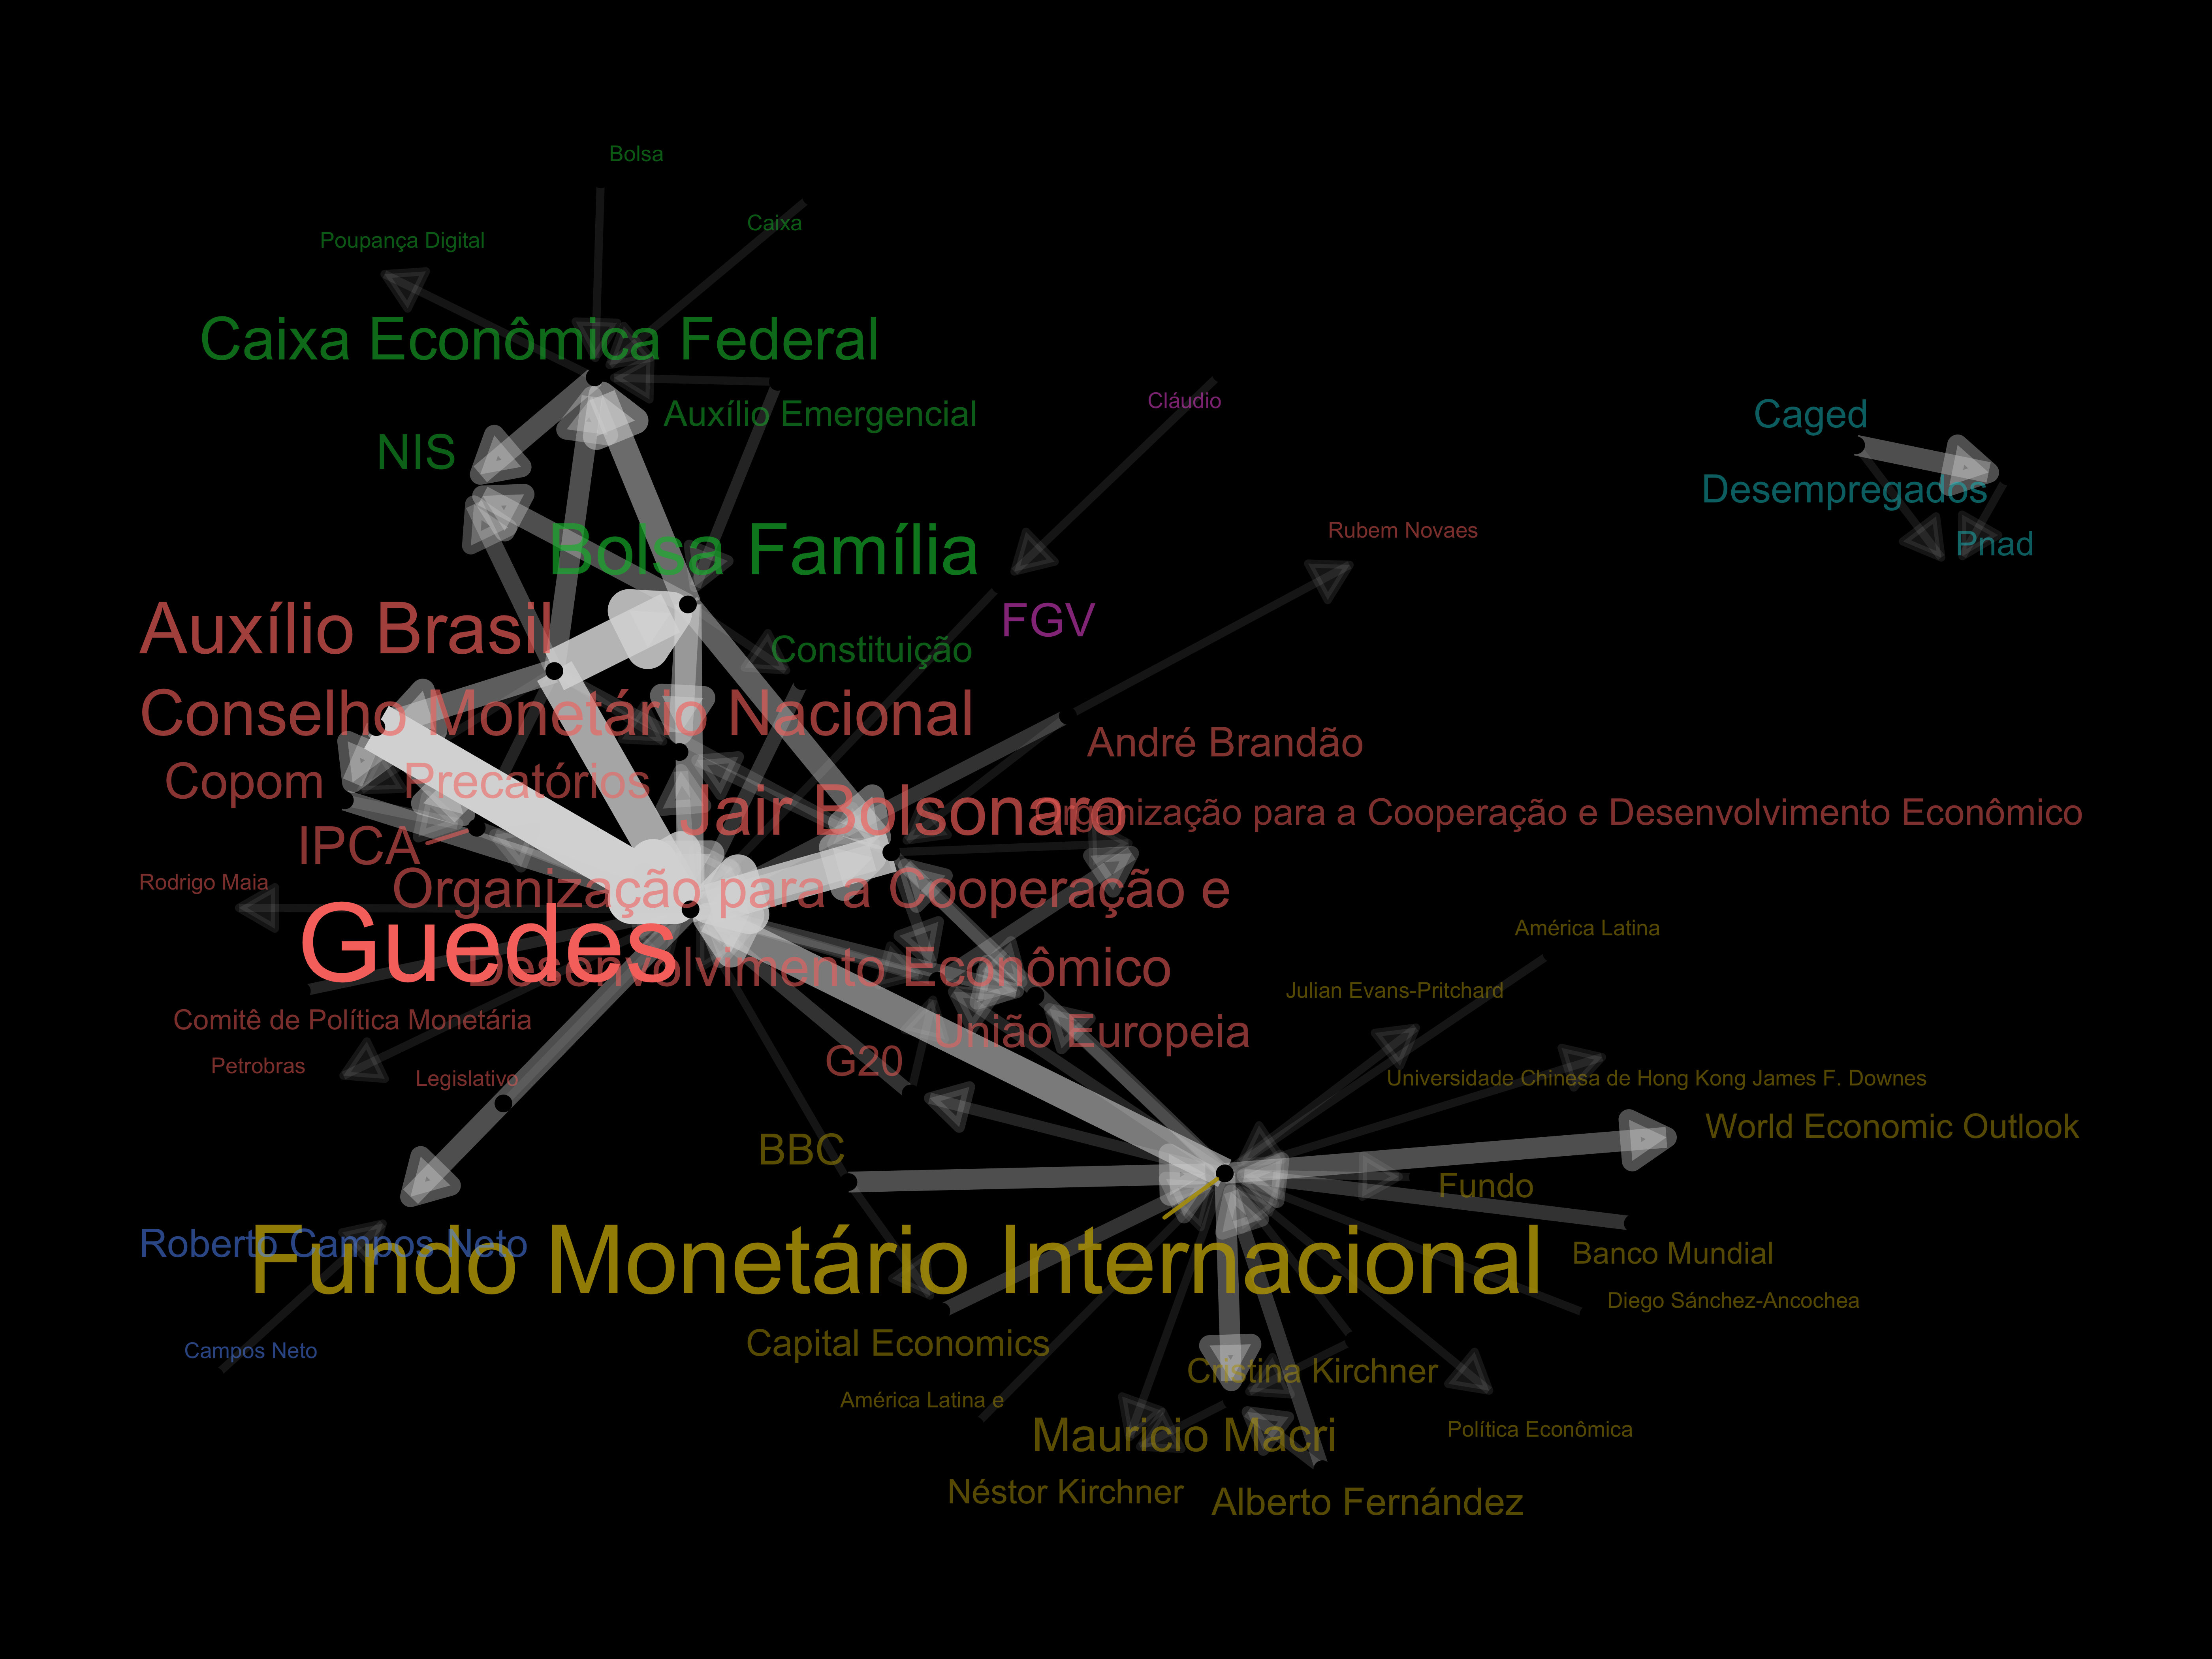 Bolsa
Caixa
Poupança Digital
Caixa Econômica Federal
Auxílio Emergencial
Cláudio
Caged
NIS
Desempregados
Rubem Novaes
Bolsa Família
Pnad
FGV
Auxílio Brasil
Constituição
Conselho Monetário Nacional
André Brandão
Copom
Precatórios
Jair Bolsonaro
Organização para a Cooperação e Desenvolvimento Econômico
IPCA
Rodrigo Maia
Organização para a Cooperação e
Desenvolvimento Econômico
Guedes
América Latina
Julian Evans-Pritchard
Comitê de Política Monetária
União Europeia
Petrobras
G20
Legislativo
Universidade Chinesa de Hong Kong James F. Downes
World Economic Outlook
BBC
Fundo
Roberto Campos Neto
Fundo Monetário Internacional
Banco Mundial
Diego Sánchez-Ancochea
Campos Neto
Capital Economics
Cristina Kirchner
América Latina e
Mauricio Macri
Política Econômica
Néstor Kirchner
Alberto Fernández